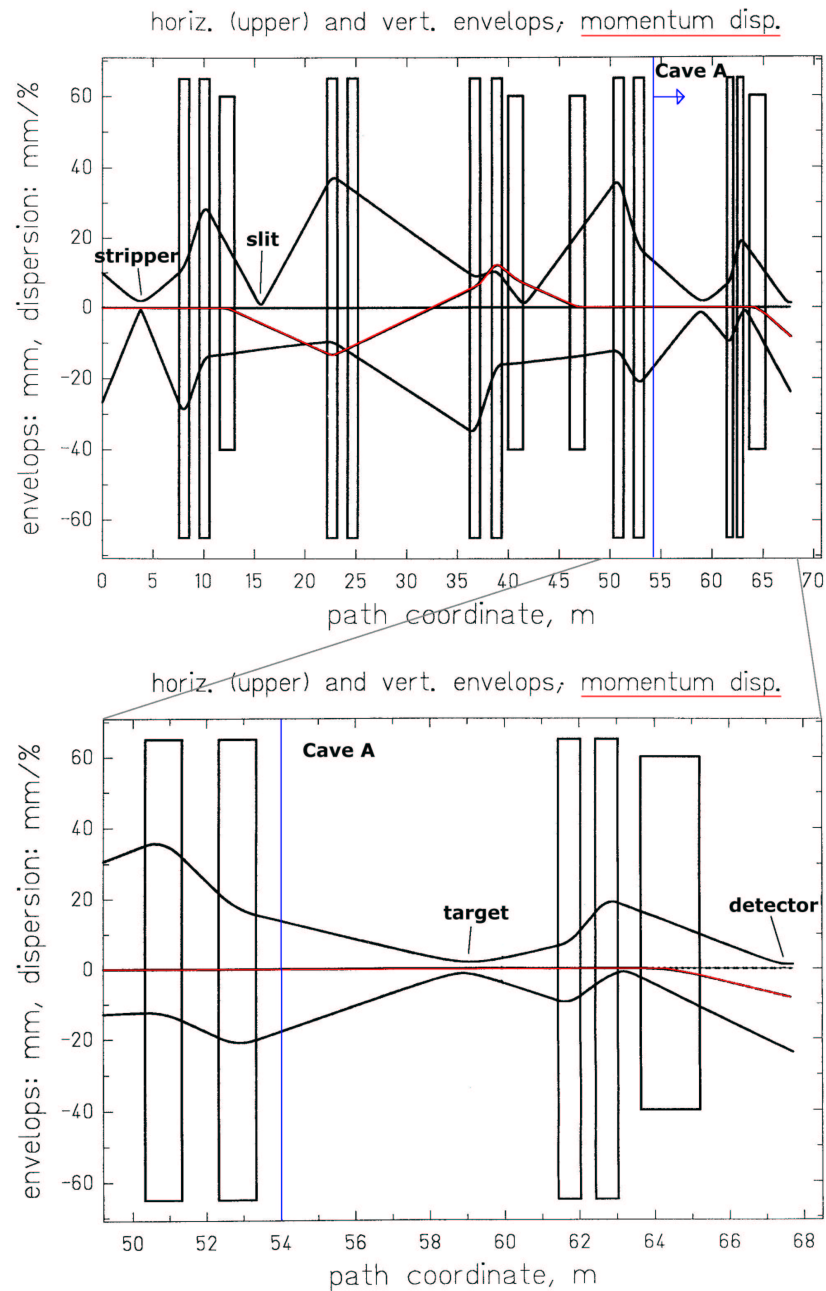 horiz. (upper) and vert. envelops; momentum disp.
Cave A
60
40
20
0
-20
-40
-60
stripper
slit
envelops: mm, dispersion: mm/%
0 5 10 15 20 25 30 35 40 45 50 54 60 65 70
path coordinate, m
horiz. (upper) and vert. envelops; momentum disp.
Cave A
60
40
20
0
-20
-40
-60
target
detector
envelops: mm, dispersion: mm/%
50 52 54 56 58 60 62 64 66 68
path coordinate, m